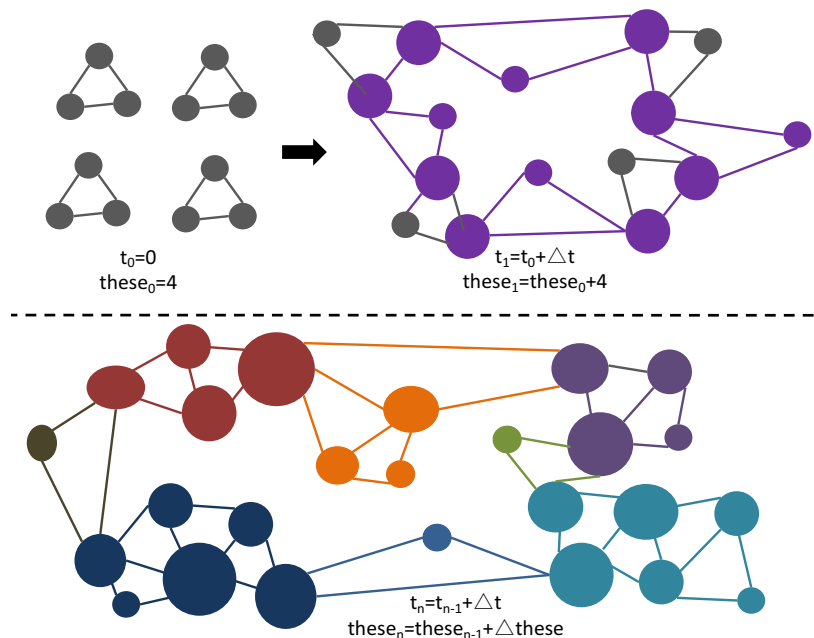 t₀=0
these₀=4
t₁=t₀+△t
these₁=these₀+4
tₙ=tₙ₋₁+△t
theseₙ=theseₙ₋₁+△these